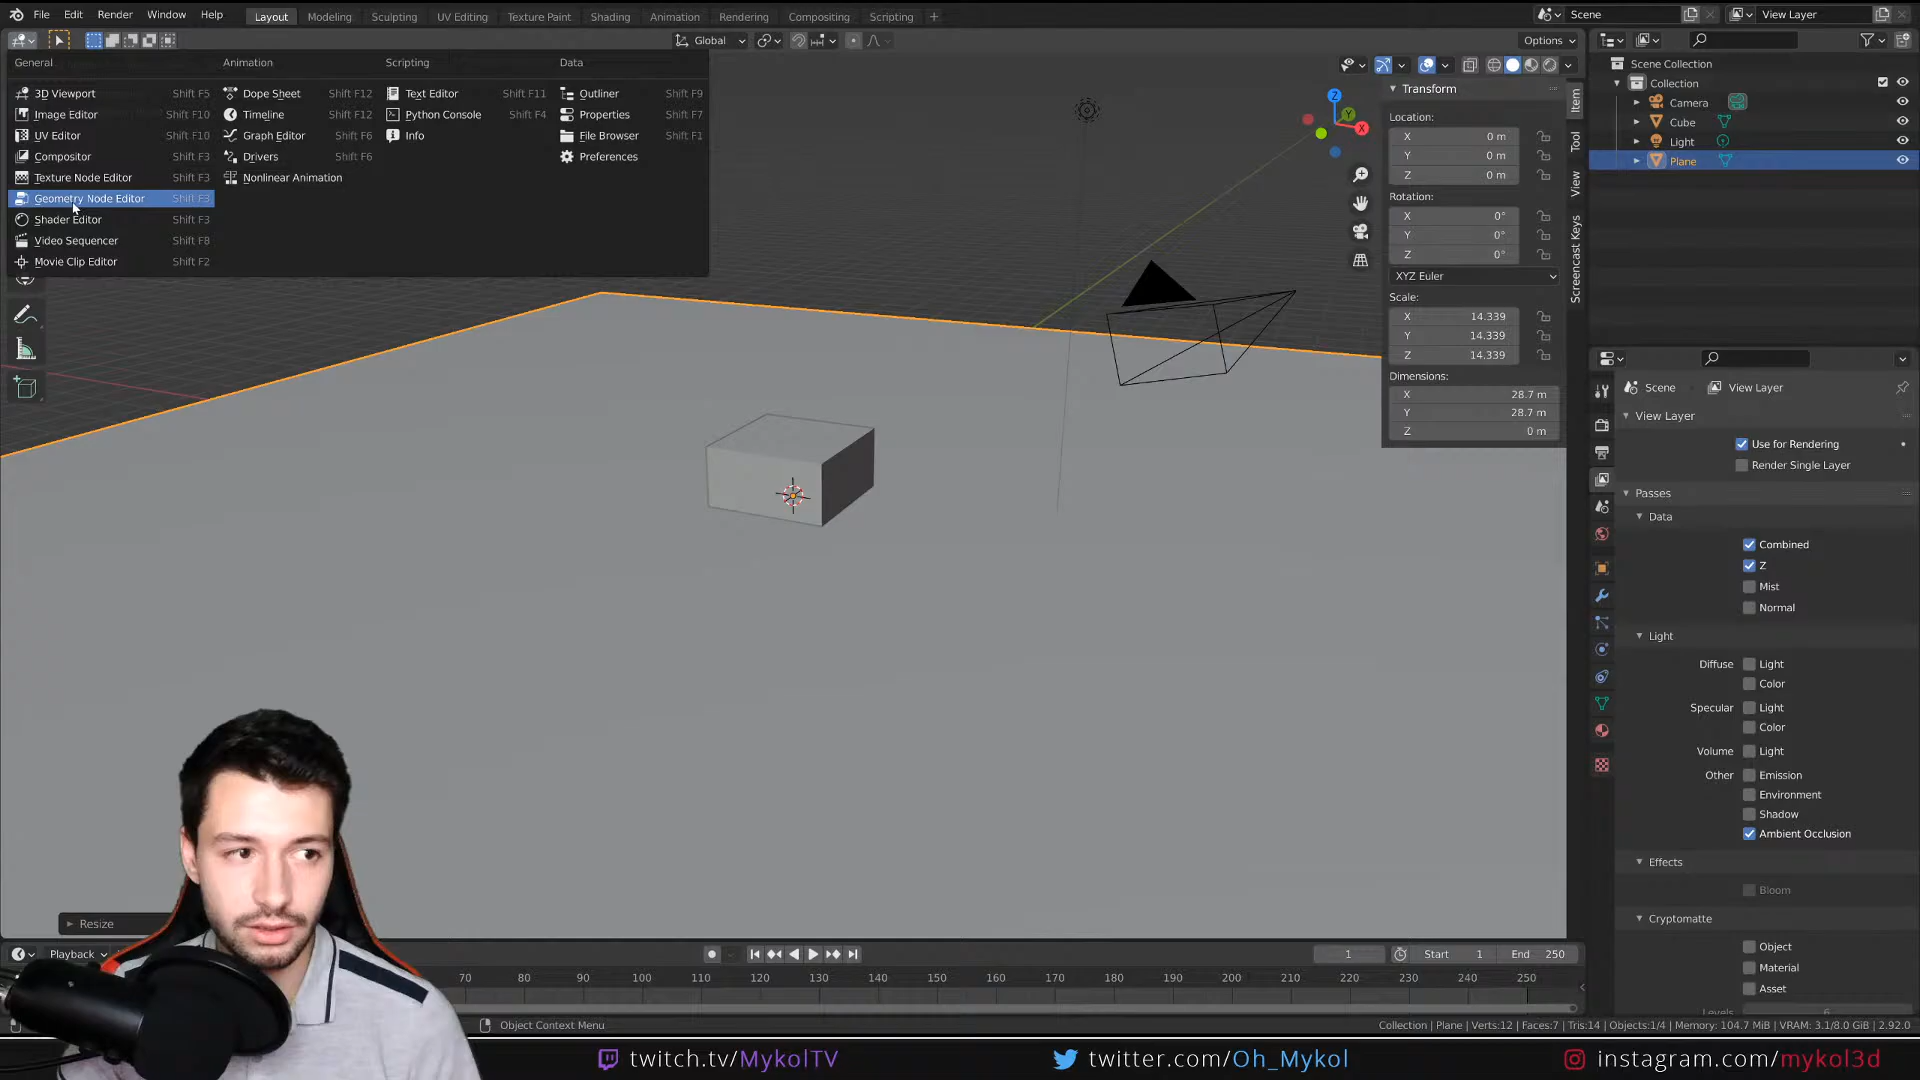 File Edit Render Window Help Layout Modeling Sculpting UV Editing Texture Paint Shading Animation Rendering Compositing Scripting + Scene View Layer
Global Options
General Animation Scripting Data
3D Viewport Shift F5 Dope Sheet Shift F12 Text Editor Shift F11 Outliner Shift F9
Image Editor Shift F10 Timeline Shift F12 Python Console Shift F4 Properties Shift F7
UV Editor Shift F10 Graph Editor Shift F6 Info File Browser Shift F1
Compositor Shift F3 Drivers Shift F6 Preferences
Texture Node Editor Shift F3 Nonlinear Animation
Geometry Node Editor Shift F3
Shader Editor Shift F3
Video Sequencer Shift F8
Movie Clip Editor Shift F2
Z
Y
X
Transform
Location:
X 0 m
Y 0 m
Z 0 m
Rotation:
X 0°
Y 0°
Z 0°
XYZ Euler
Scale:
X 14.339
Y 14.339
Z 14.339
Dimensions:
X 28.7 m
Y 28.7 m
Z 0 m
Item
Tool
View
Screencast Keys
Scene Collection
Collection
Camera
Cube
Light
Plane
Scene View Layer
View Layer
Use for Rendering
Render Single Layer
Passes
Data
Combined
Z
Mist
Normal
Light
Diffuse Light
Color
Specular Light
Color
Volume Light
Other Emission
Environment
Shadow
Ambient Occlusion
Effects
Bloom
Cryptomatte
Object
Material
Asset
Levels 6
Resize
Playback 1 Start 1 End 250
70 80 90 100 110 120 130 140 150 160 170 180 190 200 210 220 230 240 250
Object Context Menu Collection | Plane | Verts:12 | Faces:7 | Tris:14 | Objects:1/4 | Memory: 104.7 MiB | VRAM: 3.1/8.0 GiB | 2.92.0
twitch.tv/MykolTV twitter.com/Oh_Mykol instagram.com/mykol3d